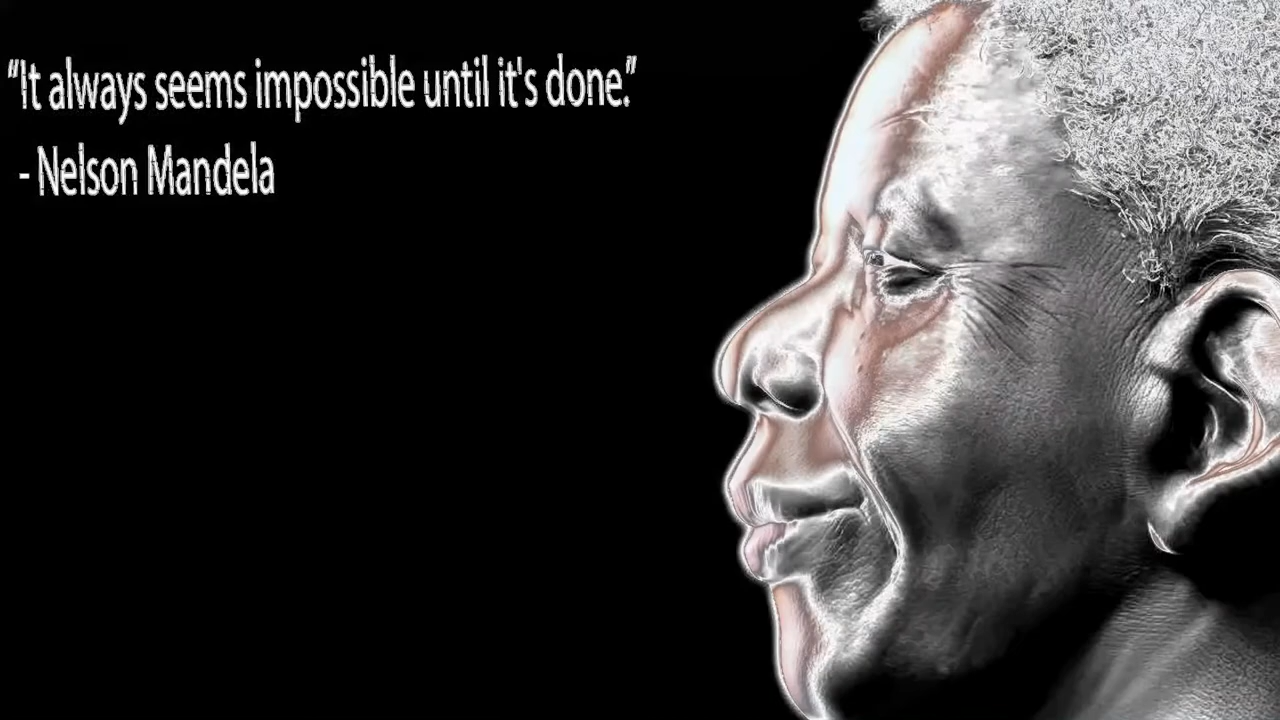 “It always seems impossible until it's done.”
- Nelson Mandela